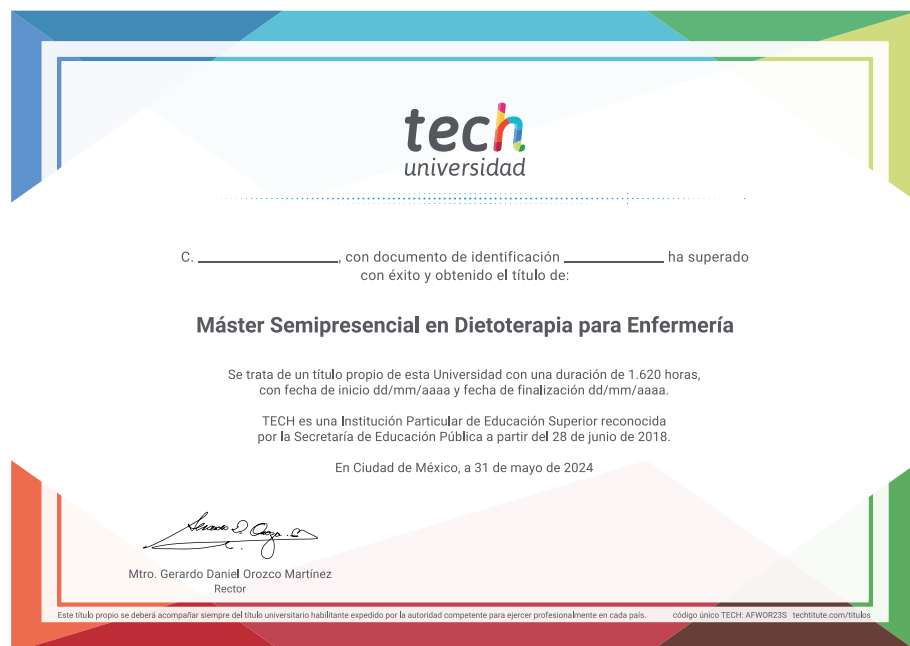 tech
universidad
C. ____________, con documento de identificación ____________ ha superado
con éxito y obtenido el título de:
Máster Semipresencial en Dietoterapia para Enfermería
Se trata de un título propio de esta Universidad con una duración de 1.620 horas,
con fecha de inicio dd/mm/aaaa y fecha de finalización dd/mm/aaaa.
TECH es una Institución Particular de Educación Superior reconocida
por la Secretaría de Educación Pública a partir del 28 de junio de 2018.
En Ciudad de México, a 31 de mayo de 2024
Mtro. Gerardo Daniel Orozco Martínez
Rector
Este título propio se deberá acompañar siempre del título universitario habilitante expedido por la autoridad competente para ejercer profesionalmente en cada país. código único TECH: AFWOR23S techtitute.com/títulos